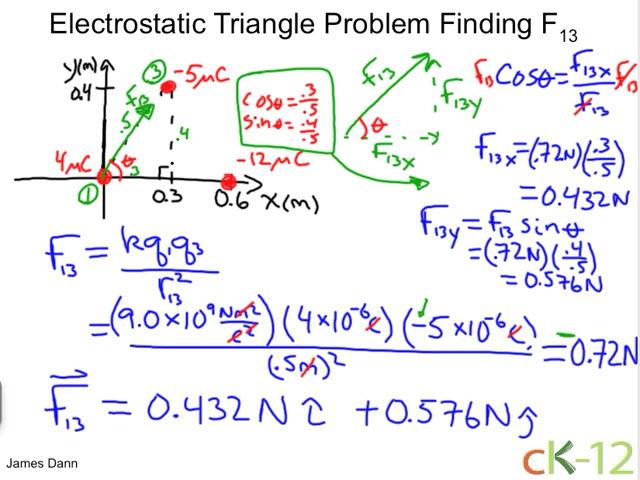 Electrostatic Triangle Problem Finding F₁₃
y(m)
0.4
③ -5μC
F₁₃
.5
.4
4μC
θ
.3
①
-12μC
0.3
0.6 x(m)
cosθ = .3/.5
sinθ = .4/.5
F₁₃
F₁₃y
θ
F₁₃x
F₁₃ cosθ = F₁₃x/F₁₃ F₁₃
F₁₃x = (.72N)(.3/.5)
= 0.432N
F₁₃y = F₁₃ sinθ
= (.72N)(.4/.5)
= 0.576N
F₁₃ = kq₁q₃/r₁₃²
= (9.0×10⁹ Nm²/c²)(4×10⁻⁶c)(-5×10⁻⁶c)/(.5m)² = -0.72N
F₁₃ = 0.432N î + 0.576N ĵ
James Dann
cK-12